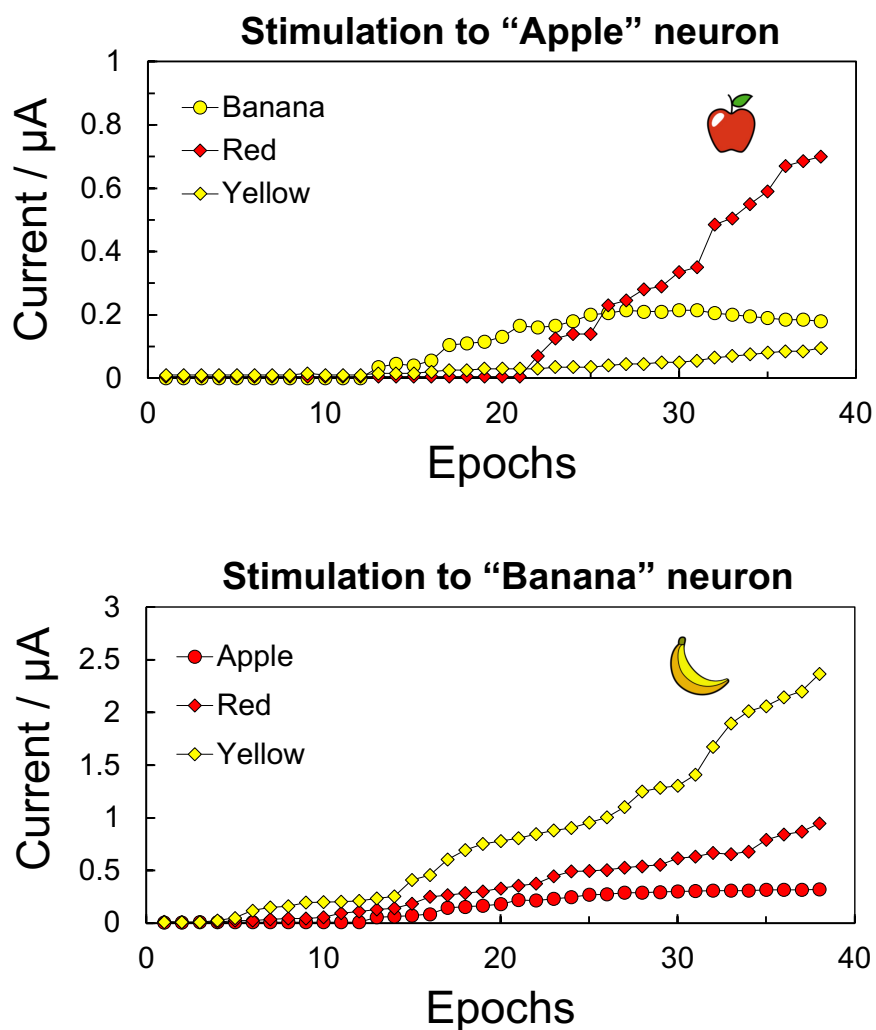 Stimulation to “Apple” neuron
1
0.8
0.6
0.4
0.2
0
Current / µA
Banana
Red
Yellow
0 10 20 30 40
Epochs
Stimulation to “Banana” neuron
3
2.5
2
1.5
1
0.5
0
Current / µA
Apple
Red
Yellow
0 10 20 30 40
Epochs